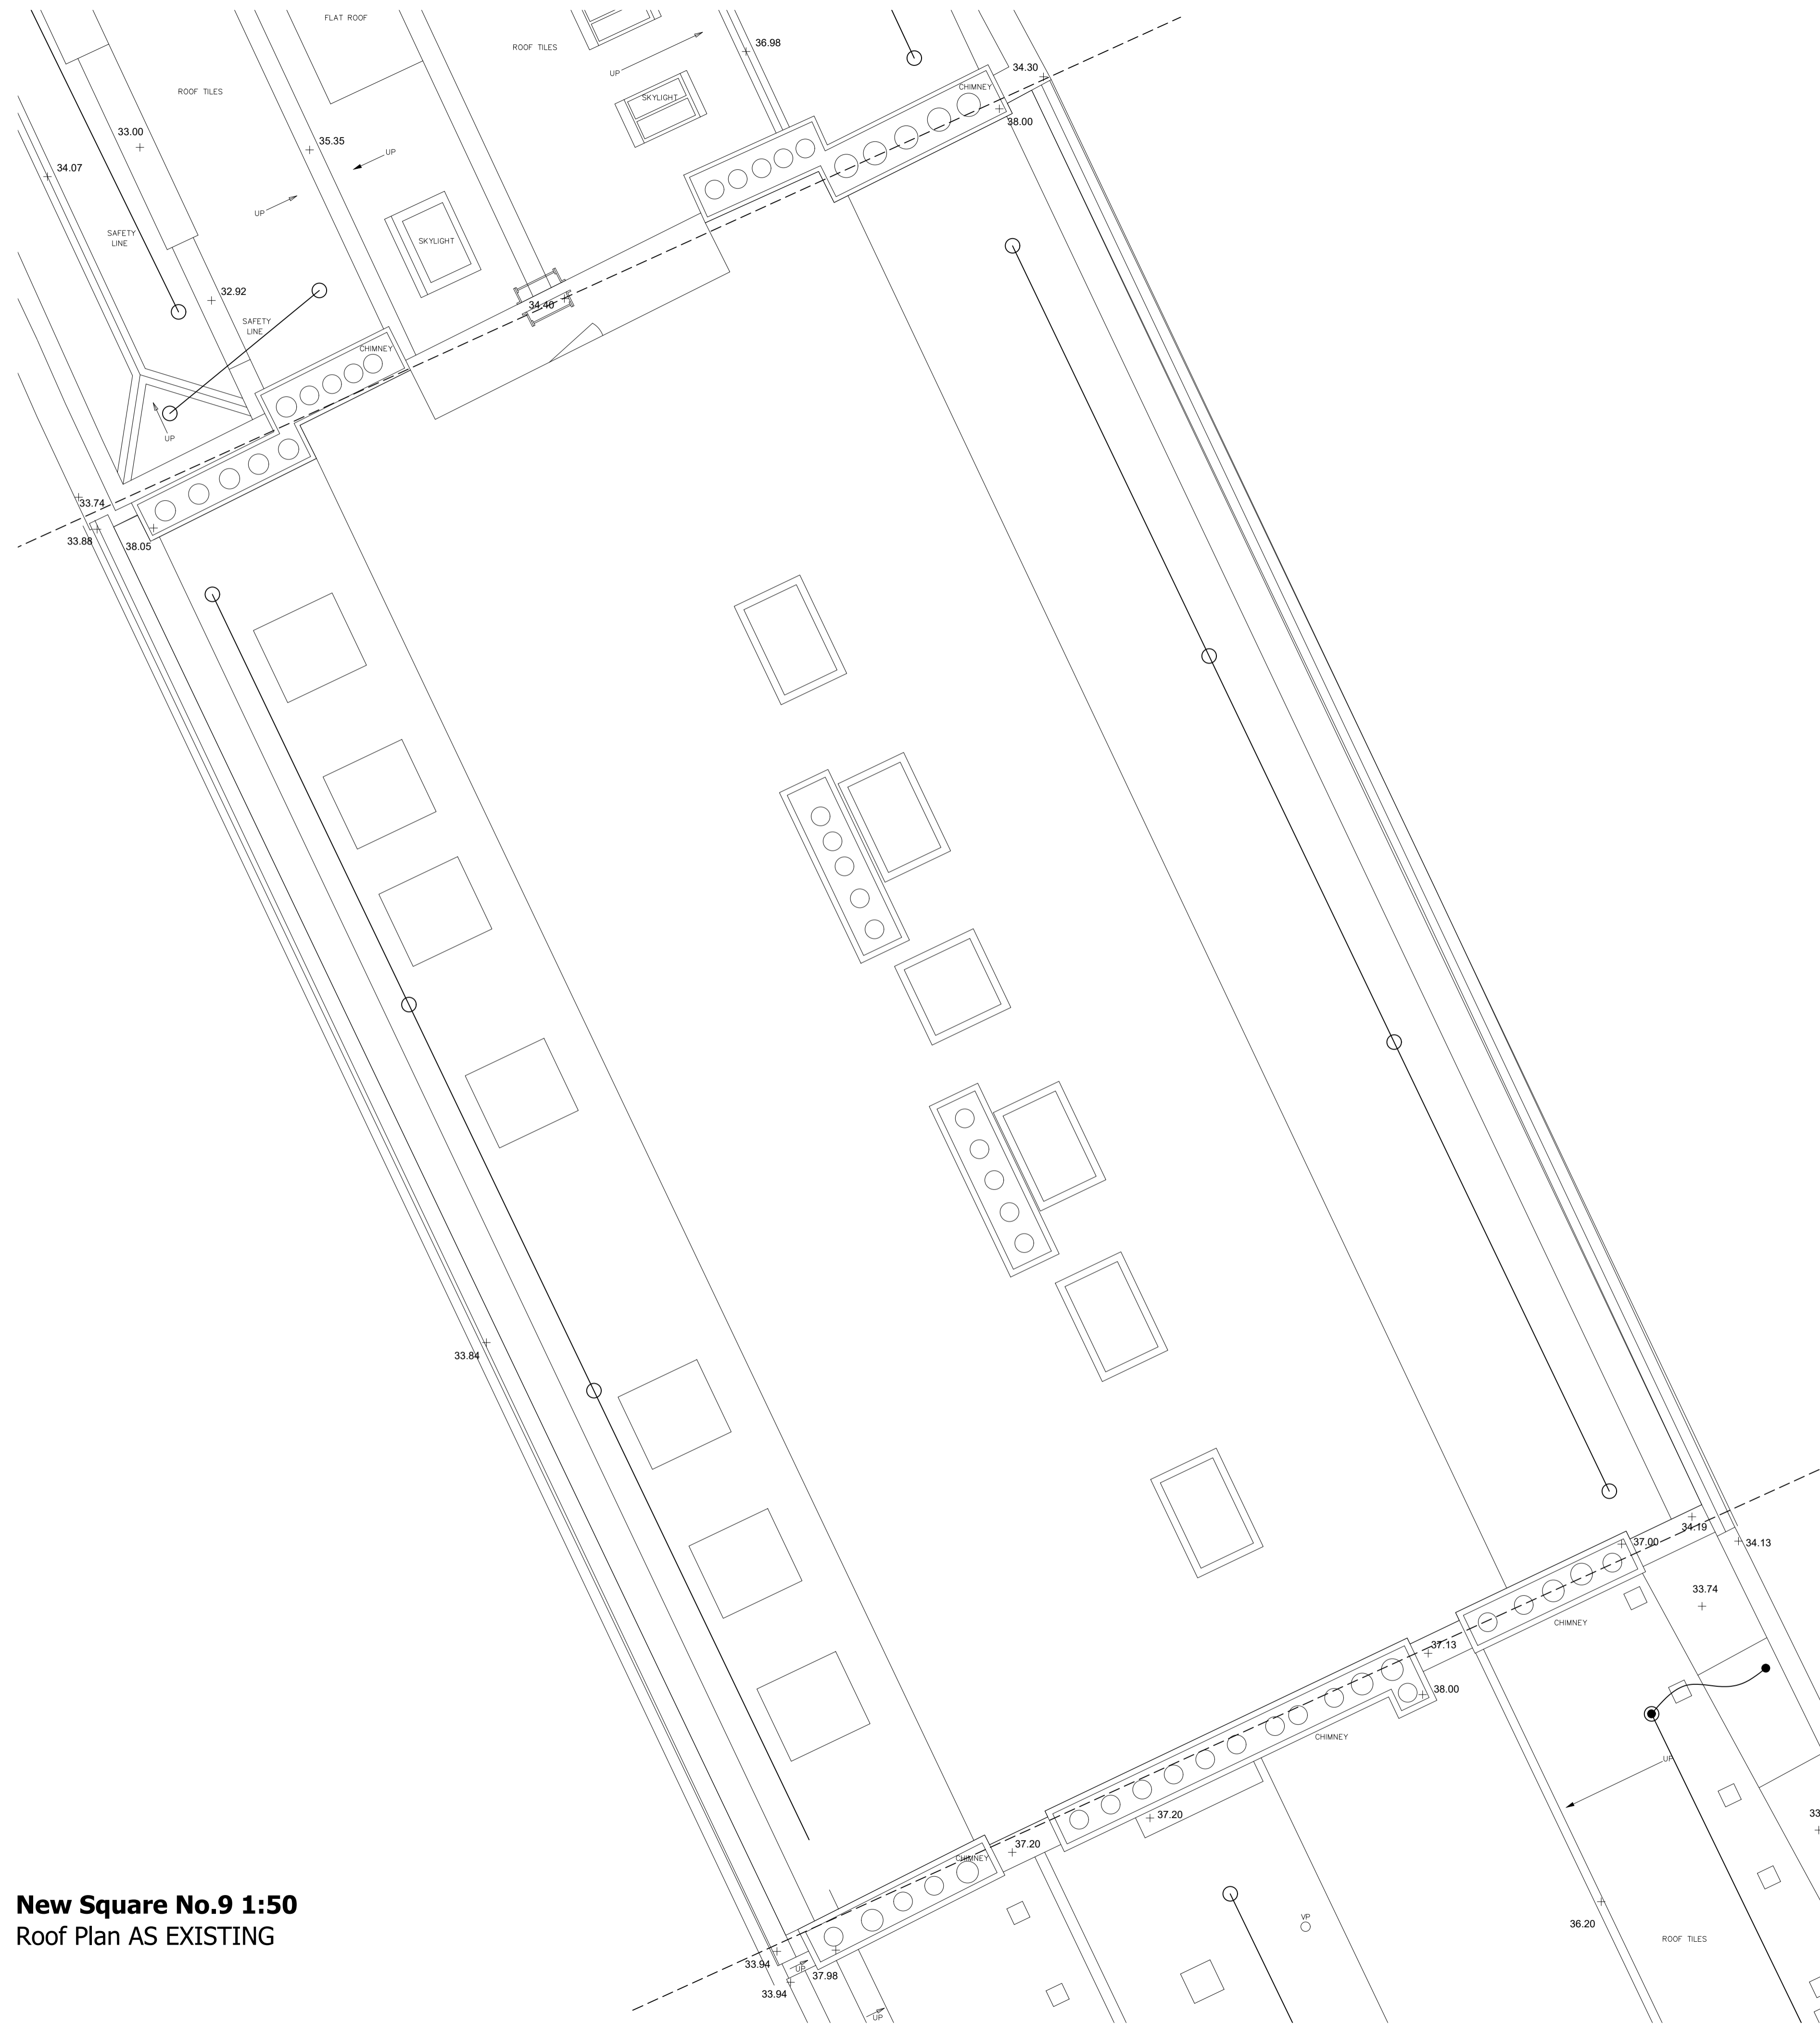 FLAT ROOF
36.98
ROOF TILES
34.30
UP
CHIMNEY
ROOF TILES
SKYLIGHT
38.00
33.00
35.35
UP
34.07
UP
SAFETY
LINE
SKYLIGHT
32.92
34.40
SAFETY
LINE
CHIMNEY
UP
33.74
33.88
38.05
33.84
34.19
37.00
34.13
33.74
CHIMNEY
37.13
38.00
CHIMNEY
UP
37.20
33
37.20
CHIMNEY
VP
36.20
ROOF TILES
33.94
UP
37.98
33.94
UP
New Square No.9 1:50
Roof Plan AS EXISTING